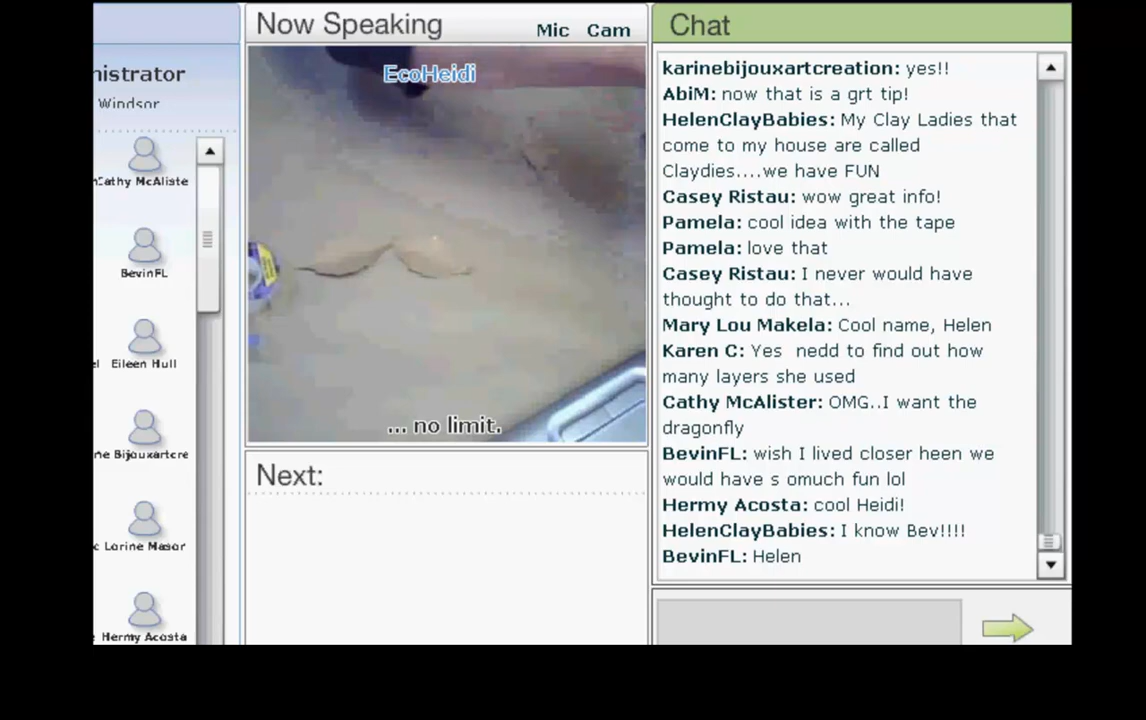 nistrator
Windsor
Cathy McAliste
BevinFL
Eileen Hull
ne Bijouxartcre
Hermy Acosta
Now Speaking
Mic Cam
EcoHeidi
... no limit.
Next:
Chat
karinebijouxartcreation: yes!!
AbiM: now that is a grt tip!
HelenClayBabies: My Clay Ladies that
come to my house are called
Claydies....we have FUN
Casey Ristau: wow great info!
Pamela: cool idea with the tape
Pamela: love that
Casey Ristau: I never would have
thought to do that...
Mary Lou Makela: Cool name, Helen
Karen C: Yes nedd to find out how
many layers she used
Cathy McAlister: OMG..I want the
dragonfly
BevinFL: wish I lived closer heen we
would have s omuch fun lol
Hermy Acosta: cool Heidi!
HelenClayBabies: I know Bev!!!!
BevinFL: Helen